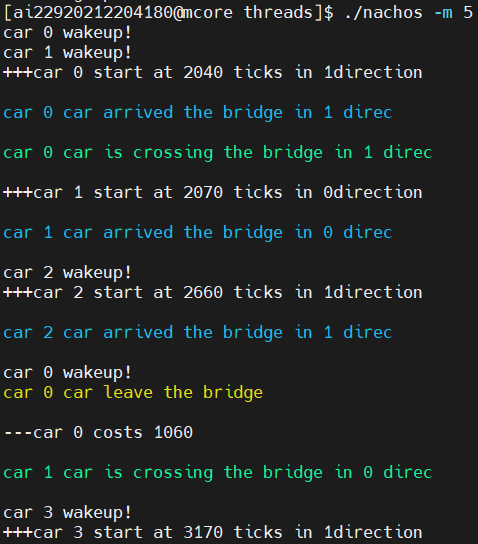 [ai22920212204180@mcore threads]$ ./nachos -m 5
car 0 wakeup!
car 1 wakeup!
+++car 0 start at 2040 ticks in 1direction
car 0 car arrived the bridge in 1 direc
car 0 car is crossing the bridge in 1 direc
+++car 1 start at 2070 ticks in 0direction
car 1 car arrived the bridge in 0 direc
car 2 wakeup!
+++car 2 start at 2660 ticks in 1direction
car 2 car arrived the bridge in 1 direc
car 0 wakeup!
car 0 car leave the bridge
---car 0 costs 1060
car 1 car is crossing the bridge in 0 direc
car 3 wakeup!
+++car 3 start at 3170 ticks in 1direction